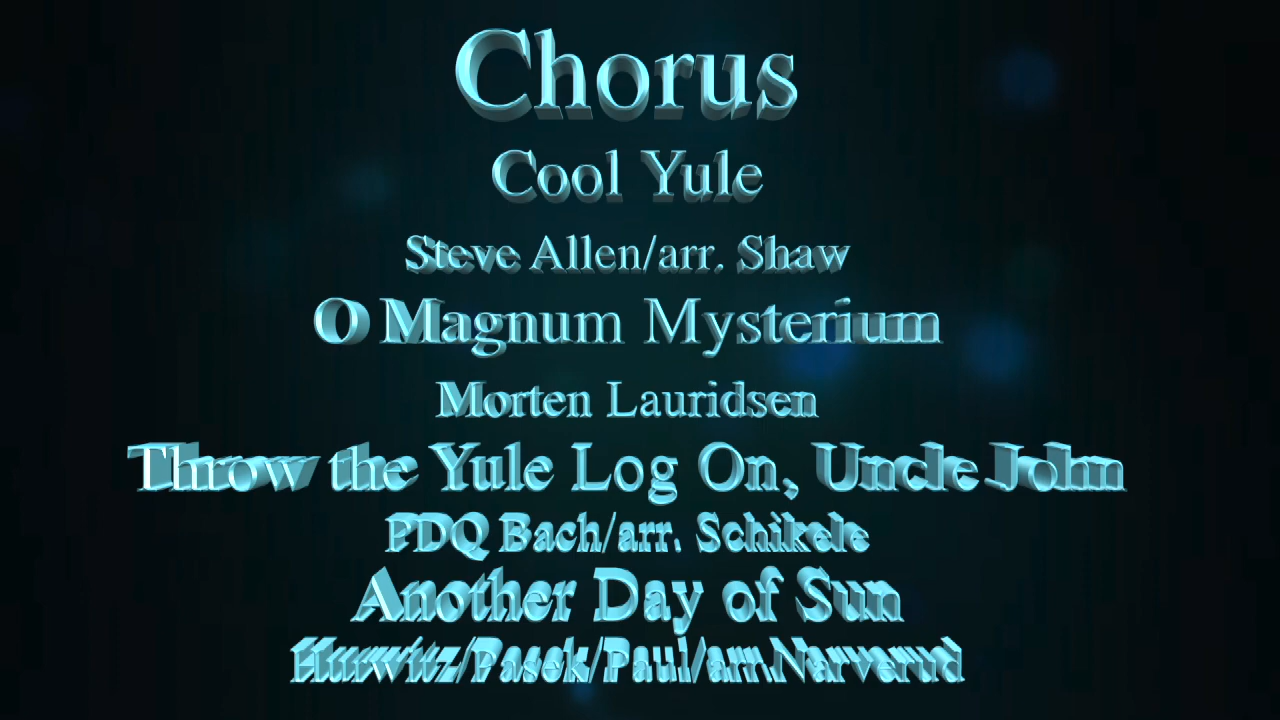 Chorus
Cool Yule
Steve Allen/arr. Shaw
O Magnum Mysterium
Morten Lauridsen
Throw the Yule Log On, Uncle John
PDQ Bach/arr. Schikele
Another Day of Sun
Hurwitz/Pasek/Paul/arr.Narverud